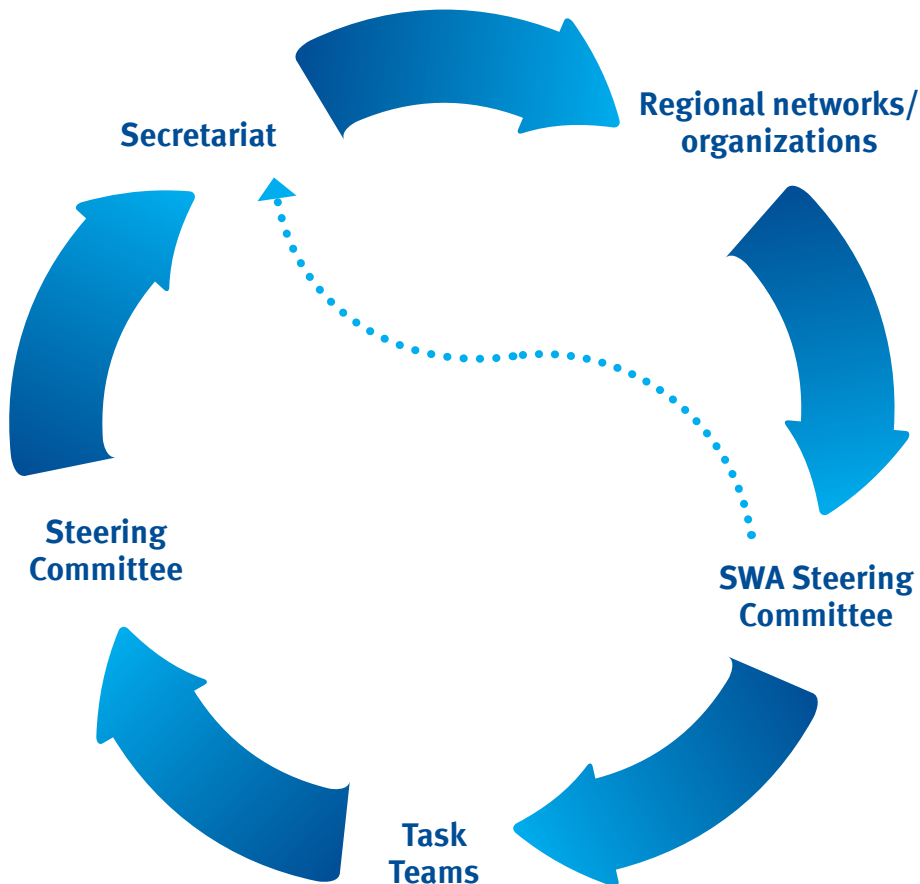 Secretariat
Regional networks/
organizations
Steering
Committee
SWA Steering
Committee
Task
Teams